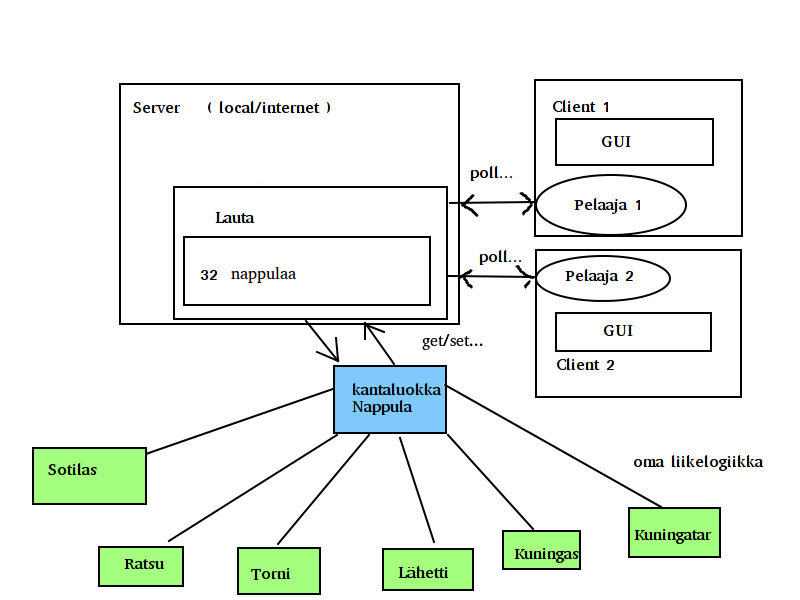 Server ( local/internet )
Lauta
32 nappulaa
poll...
poll...
Client 1
GUI
Pelaaja 1
Pelaaja 2
GUI
Client 2
get/set...
kantaluokka
Nappula
oma liikelogiikka
Sotilas
Ratsu
Torni
Lähetti
Kuningas
Kuningatar